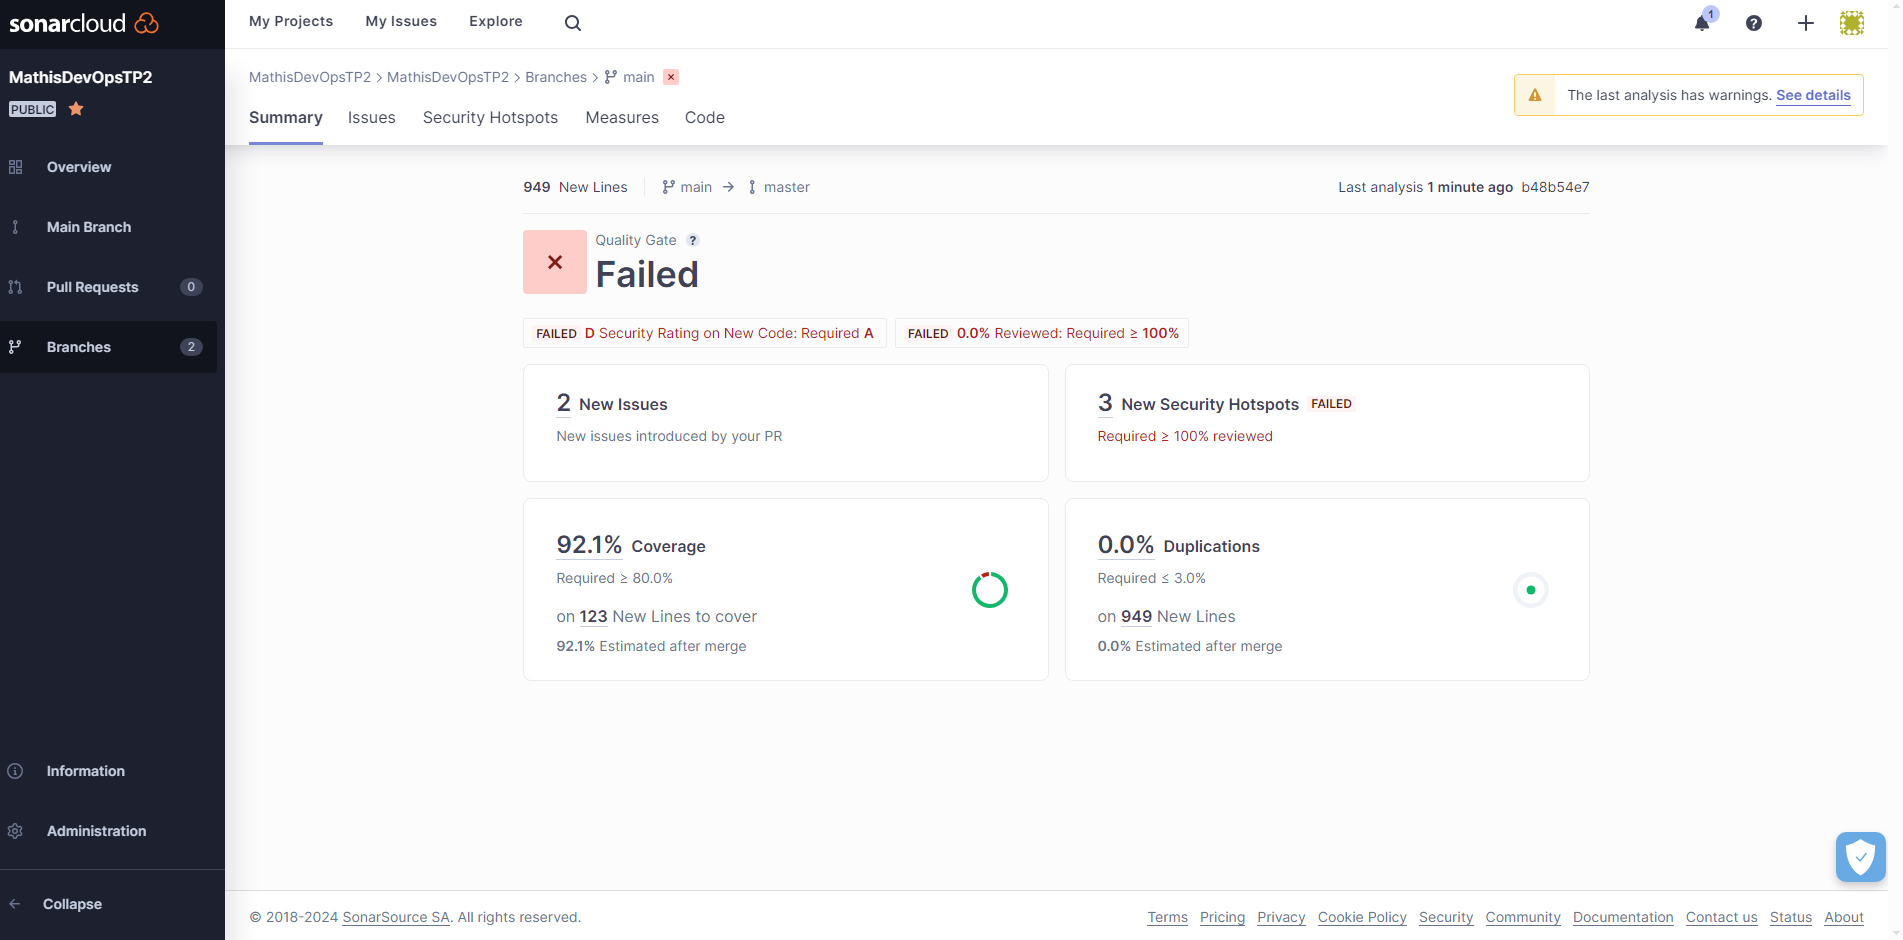 sonarcloud
My Projects My Issues Explore
1
MathisDevOpsTP2
PUBLIC
Overview
Main Branch
Pull Requests 0
Branches 2
Information
Administration
Collapse
MathisDevOpsTP2 > MathisDevOpsTP2 > Branches > main
The last analysis has warnings. See details
Summary Issues Security Hotspots Measures Code
949 New Lines main → master
Last analysis 1 minute ago b48b54e7
Quality Gate ?
Failed
FAILED D Security Rating on New Code: Required A
FAILED 0.0% Reviewed: Required ≥ 100%
2 New Issues
New issues introduced by your PR
3 New Security Hotspots FAILED
Required ≥ 100% reviewed
92.1% Coverage
Required ≥ 80.0%
on 123 New Lines to cover
92.1% Estimated after merge
0.0% Duplications
Required ≤ 3.0%
on 949 New Lines
0.0% Estimated after merge
© 2018-2024 SonarSource SA. All rights reserved.
Terms Pricing Privacy Cookie Policy Security Community Documentation Contact us Status About